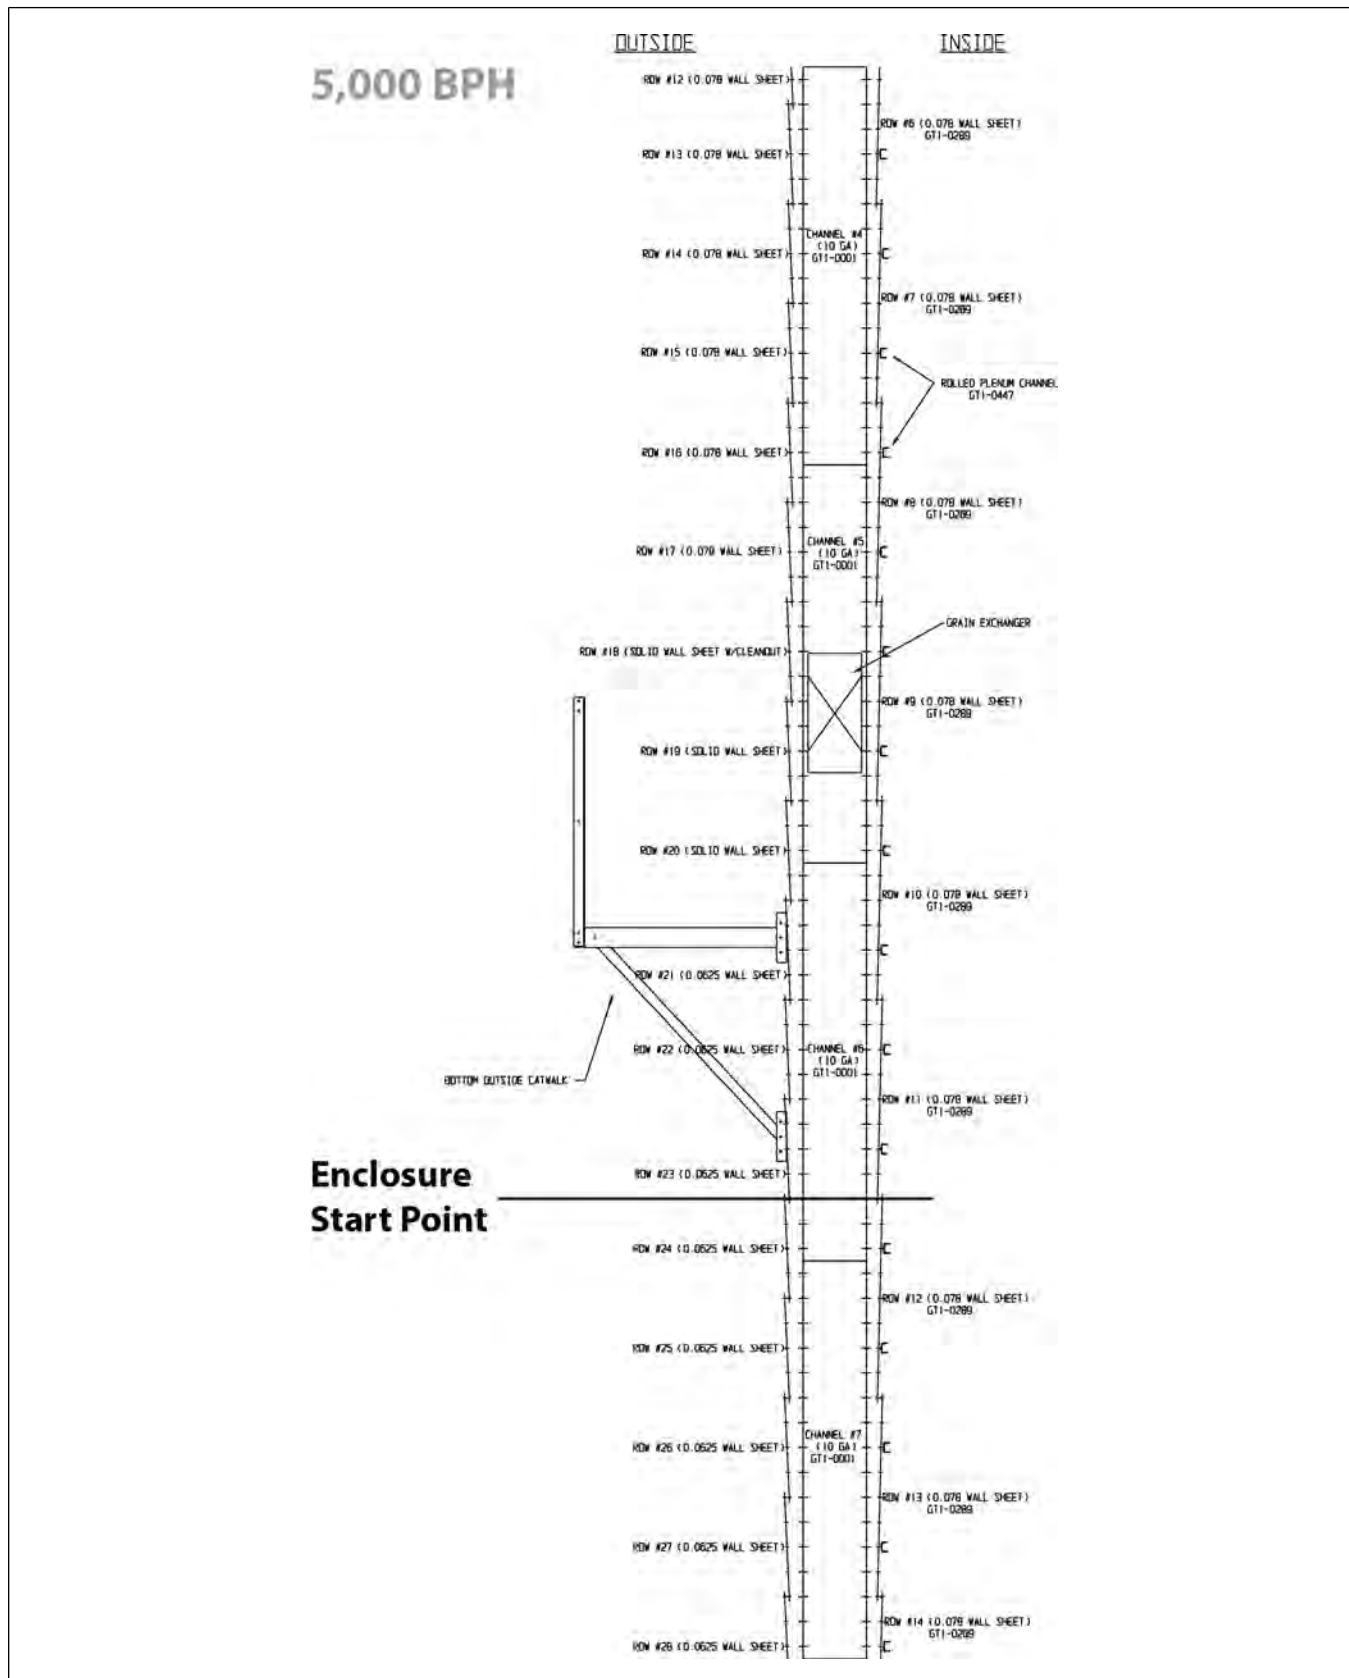 OUTSIDE
INSIDE
5,000 BPH
ROW #12 (0.078 WALL SHEET)
ROW #6 (0.078 WALL SHEET)
GT1-0289
ROW #13 (0.078 WALL SHEET)
CHANNEL #4
(10 GA)
GT1-0001
ROW #14 (0.078 WALL SHEET)
ROW #7 (0.078 WALL SHEET)
GT1-0289
ROW #15 (0.078 WALL SHEET)
ROLLED PLENUM CHANNEL
GT1-0447
ROW #16 (0.078 WALL SHEET)
ROW #8 (0.078 WALL SHEET)
GT1-0289
CHANNEL #5
(10 GA)
GT1-0001
ROW #17 (0.078 WALL SHEET)
GRAIN EXCHANGER
ROW #18 (SOLID WALL SHEET W/CLEANOUT)
ROW #9 (0.078 WALL SHEET)
GT1-0289
ROW #19 (SOLID WALL SHEET)
ROW #20 (SOLID WALL SHEET)
ROW #10 (0.078 WALL SHEET)
GT1-0289
ROW #21 (0.0625 WALL SHEET)
ROW #22 (0.0625 WALL SHEET)
CHANNEL #6
(10 GA)
GT1-0001
BOTTOM OUTSIDE CATWALK
ROW #11 (0.078 WALL SHEET)
GT1-0289
ROW #23 (0.0625 WALL SHEET)
Enclosure
Start Point
ROW #24 (0.0625 WALL SHEET)
ROW #12 (0.078 WALL SHEET)
GT1-0289
ROW #25 (0.0625 WALL SHEET)
CHANNEL #7
(10 GA)
GT1-0001
ROW #26 (0.0625 WALL SHEET)
ROW #13 (0.078 WALL SHEET)
GT1-0289
ROW #27 (0.0625 WALL SHEET)
ROW #14 (0.078 WALL SHEET)
GT1-0289
ROW #28 (0.0625 WALL SHEET)